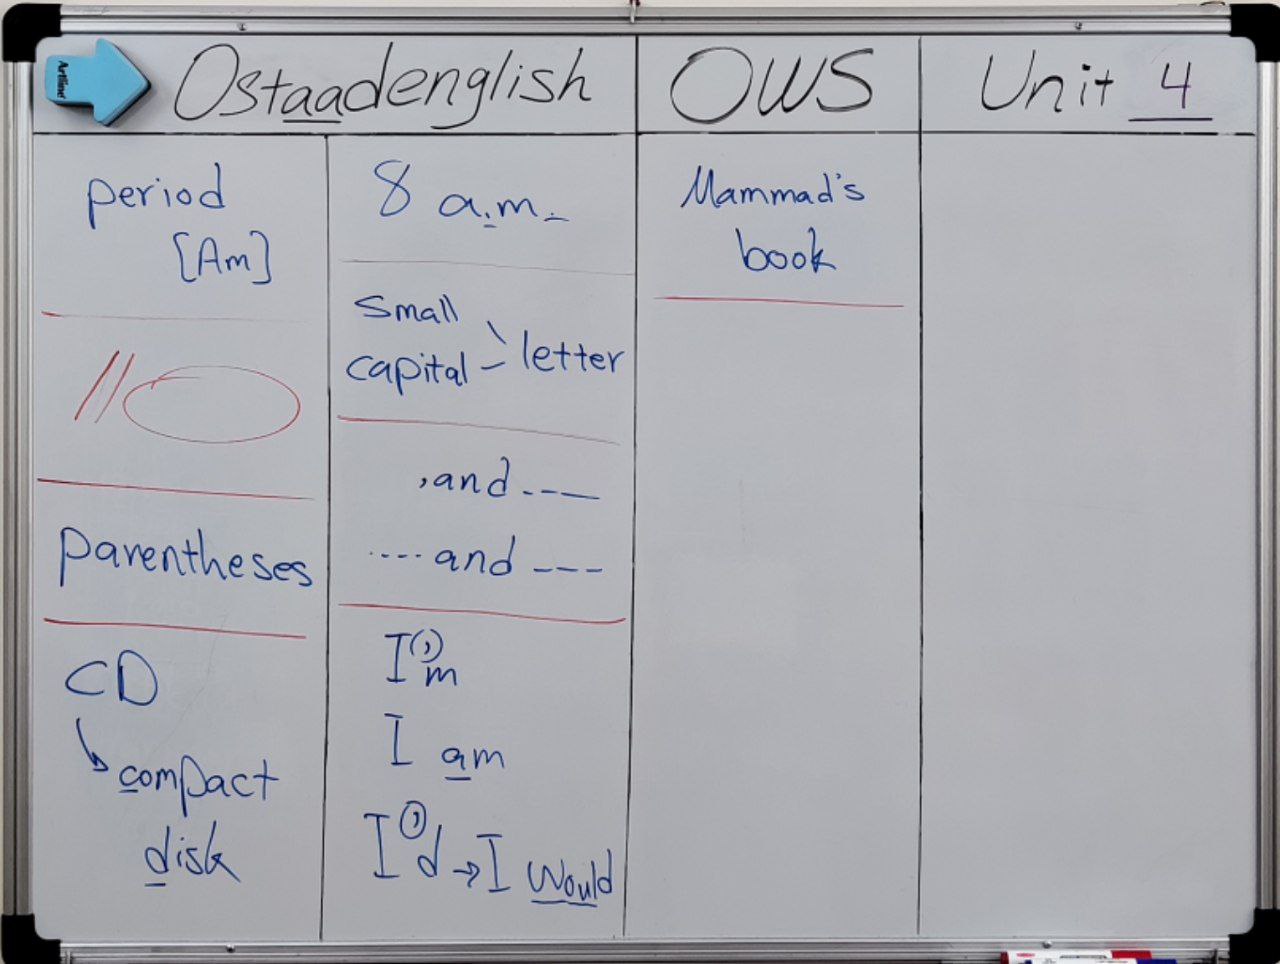 Ostaadenglish
OWS
Unit 4
Artline
period
[Am]
parentheses
CD
compact
disk
8 a.m.
small
capital
letter
,and ----
.... and ---
I'm
I am
I'd → I would
Mammad's
book